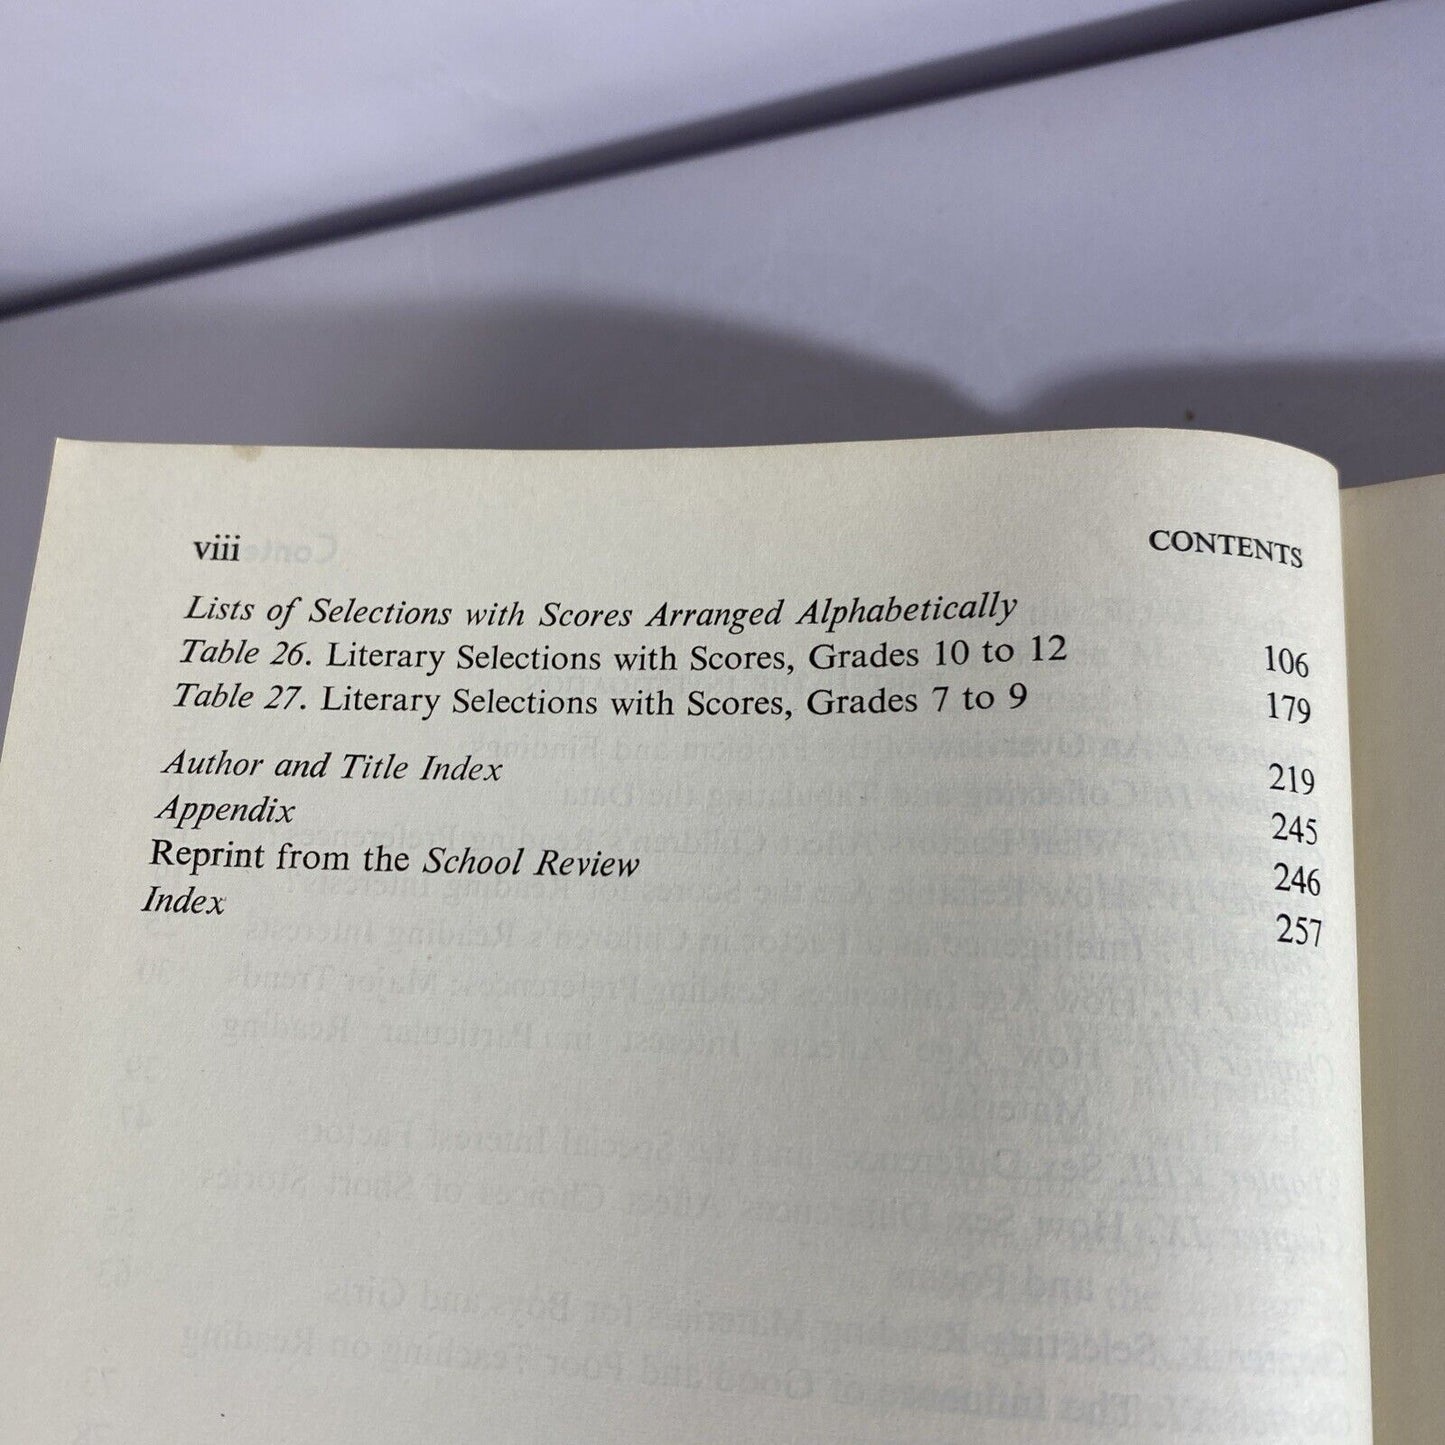 viii CONTENTS
Lists of Selections with Scores Arranged Alphabetically
Table 26. Literary Selections with Scores, Grades 10 to 12 106
Table 27. Literary Selections with Scores, Grades 7 to 9 179
Author and Title Index 219
Appendix 245
Reprint from the School Review 246
Index 257